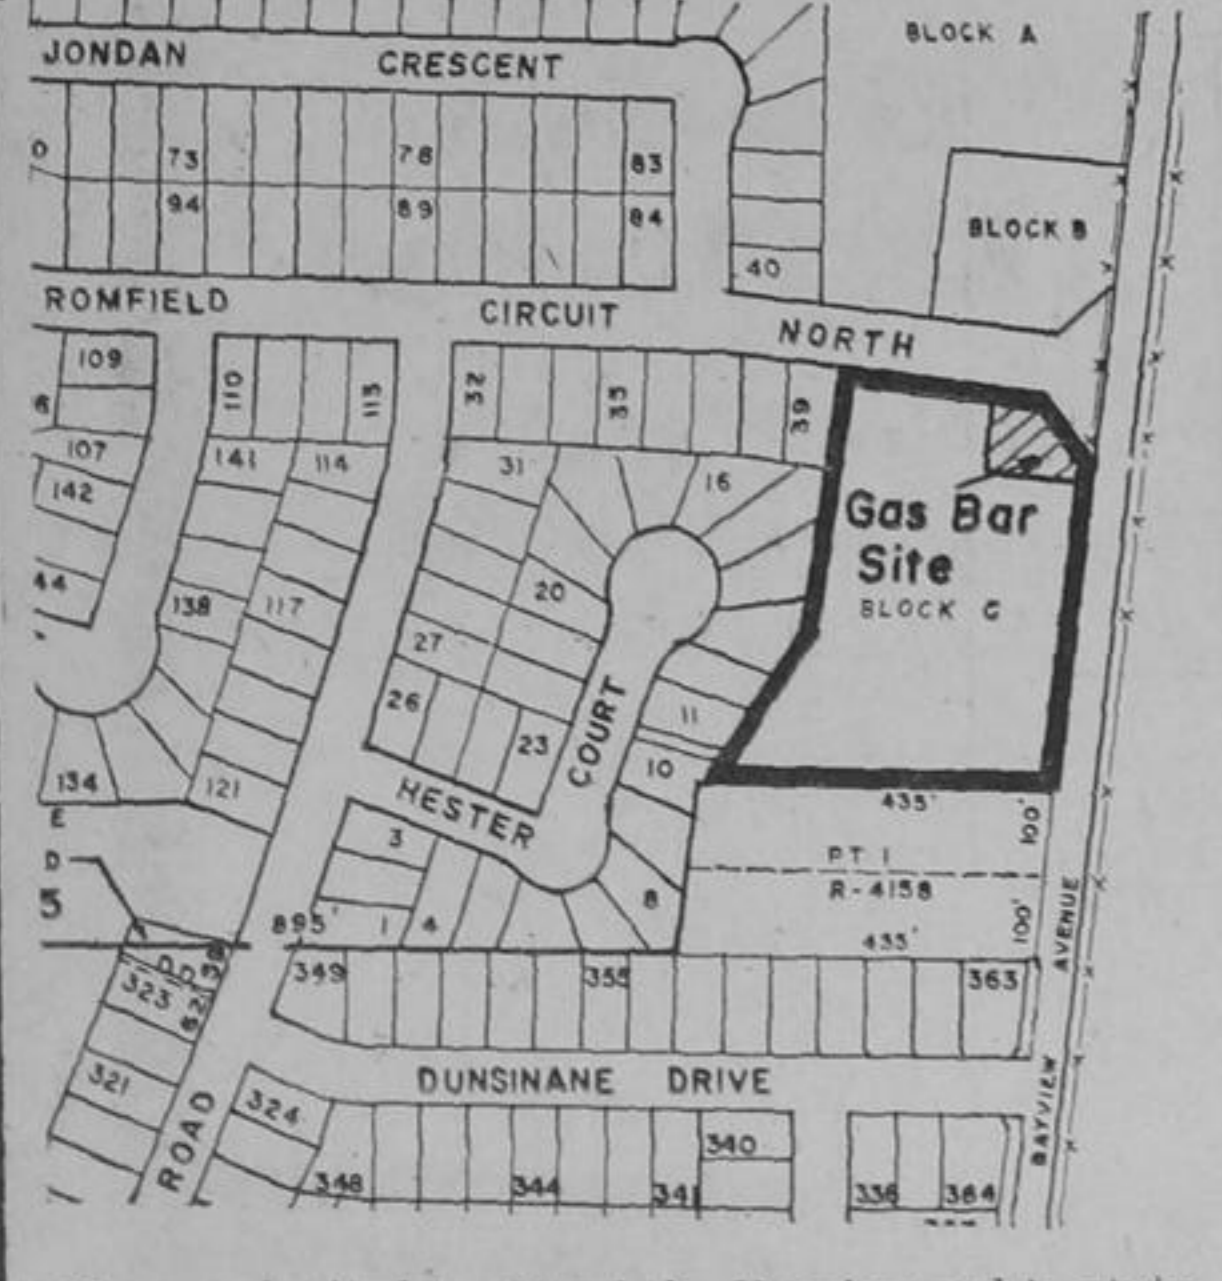 BLOCK A
JONDAN CRESCENT
73 78 83
94 89 84
BLOCK B
40
ROMFIELD CIRCUIT NORTH
109
110 113 32 35 39
107 141 114 31 16
142
Gas Bar
Site
BLOCK C
44 138 117 20
27
26
11
23 COURT
10
134 121
HESTER
435'
100'
E
3
PT 1
D
R-4158
5
8
895' 1 4
435'
100'
AVENUE
349 355 363
323
321
DUNSINANE DRIVE
BAYVIEW
324
ROAD
340
348 344 341
336 364